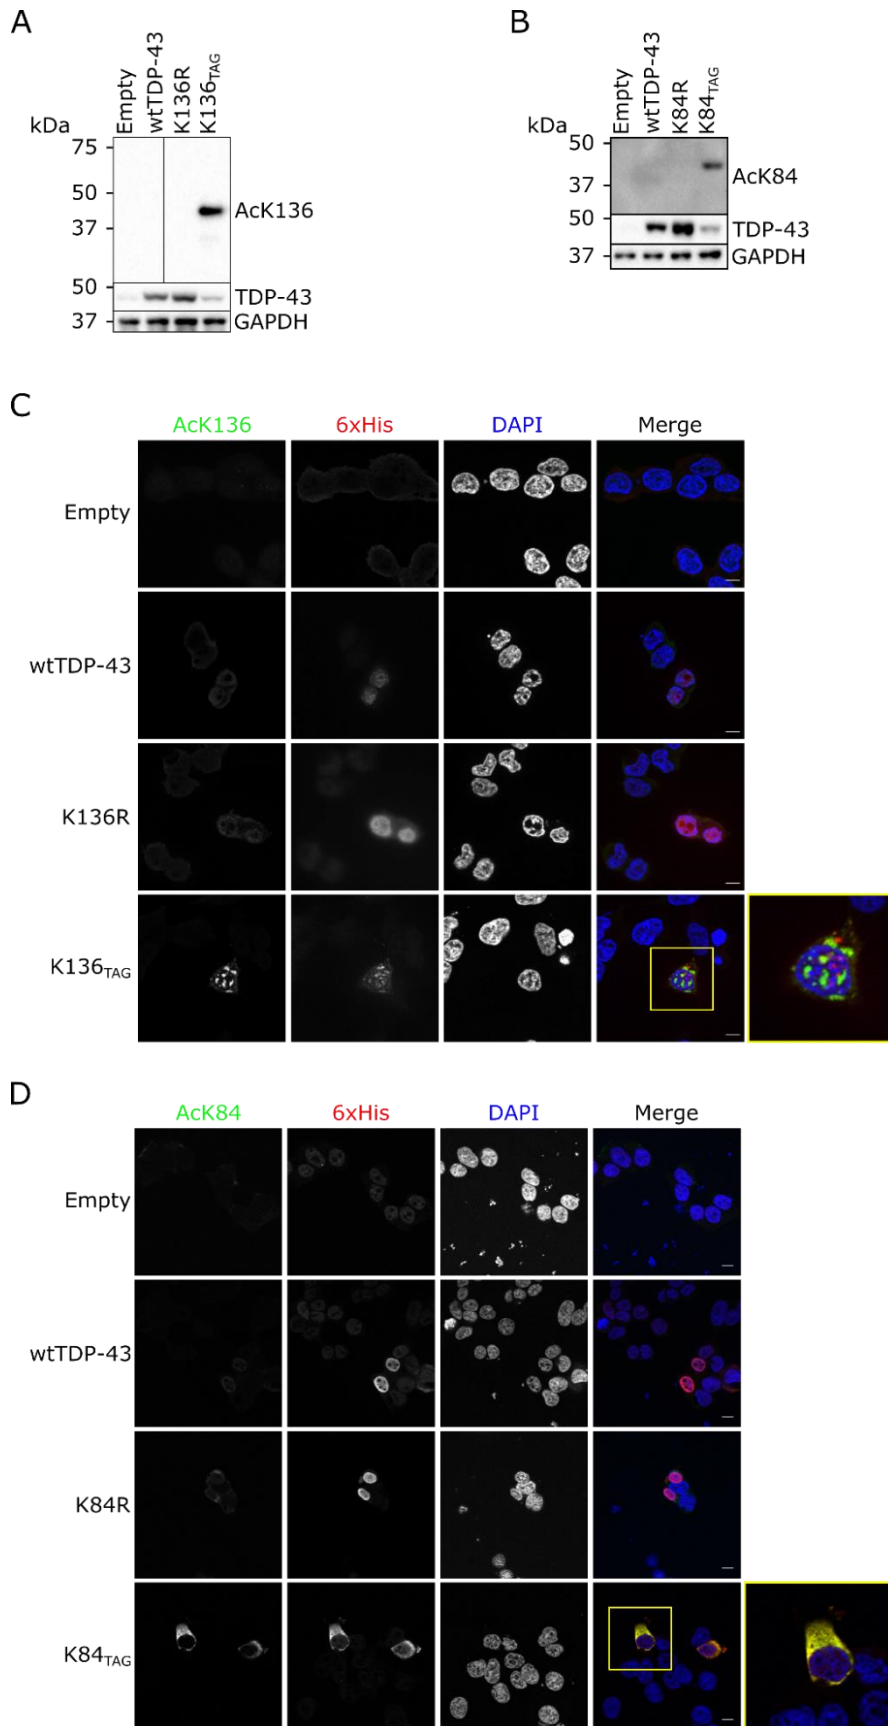 A
kDa
Empty
wtTDP-43
K136R
K136TAG
75
50
37
AcK136
50
TDP-43
37
GAPDH
B
kDa
Empty
wtTDP-43
K84R
K84TAG
50
37
AcK84
50
TDP-43
37
GAPDH
C
AcK136 6xHis DAPI Merge
Empty
wtTDP-43
K136R
K136TAG
D
AcK84 6xHis DAPI Merge
Empty
wtTDP-43
K84R
K84TAG